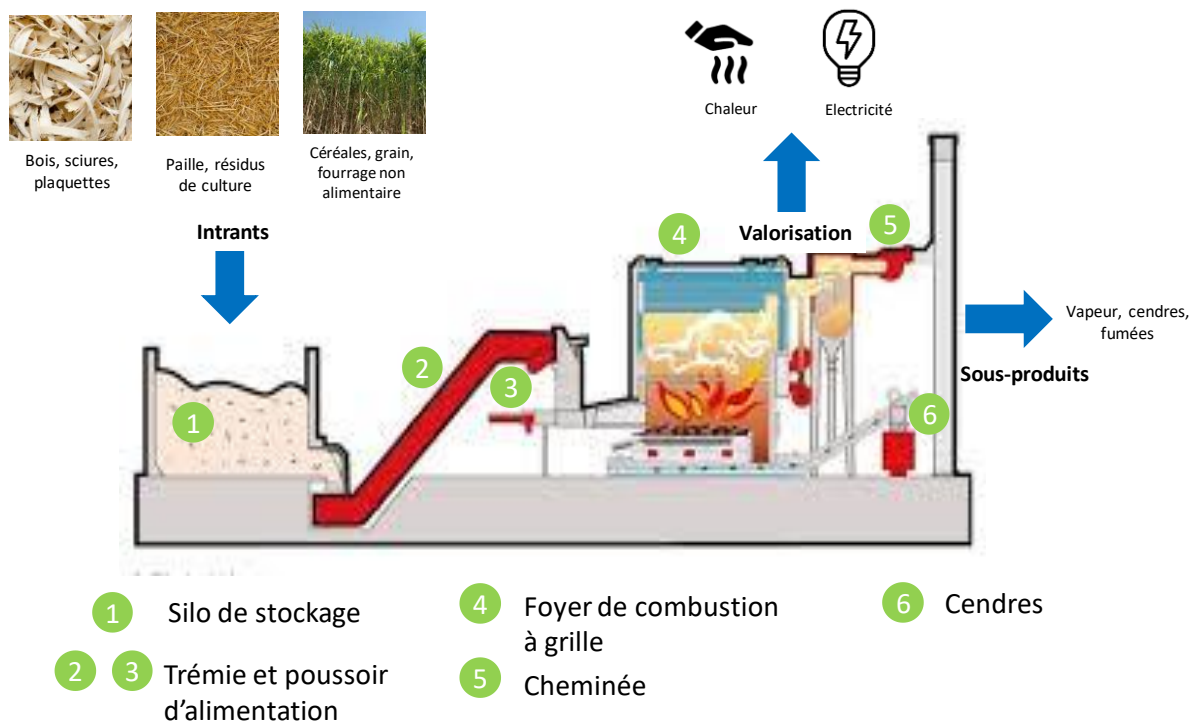 Chaleur
Electricité
Bois, sciures,
plaquettes
Paille, résidus
de culture
Céréales, grain,
fourrage non
alimentaire
Intrants
Valorisation
Vapeur, cendres,
fumées
Sous-produits
1
2
3
4
5
6
1 Silo de stockage
2 3 Trémie et poussoir
d'alimentation
4 Foyer de combustion
à grille
5 Cheminée
6 Cendres